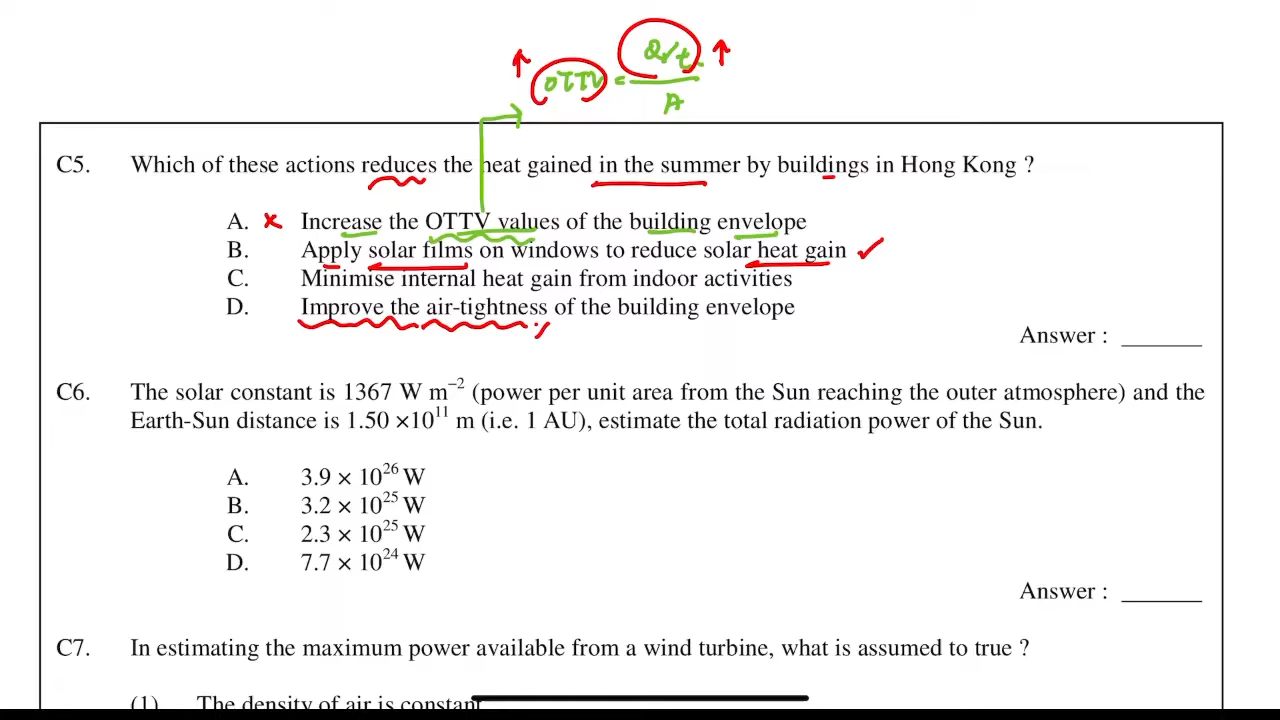 Q/t
OTTV =
A
C5. Which of these actions reduces the heat gained in the summer by buildings in Hong Kong ?
A. × Increase the OTTV values of the building envelope
B. Apply solar films on windows to reduce solar heat gain ✓
C. Minimise internal heat gain from indoor activities
D. Improve the air-tightness of the building envelope
Answer : _______
C6. The solar constant is 1367 W m⁻² (power per unit area from the Sun reaching the outer atmosphere) and the
Earth-Sun distance is 1.50 ×10¹¹ m (i.e. 1 AU), estimate the total radiation power of the Sun.
A. 3.9 × 10²⁶ W
B. 3.2 × 10²⁵ W
C. 2.3 × 10²⁵ W
D. 7.7 × 10²⁴ W
Answer : _______
C7. In estimating the maximum power available from a wind turbine, what is assumed to true ?
(1) The density of air is constant